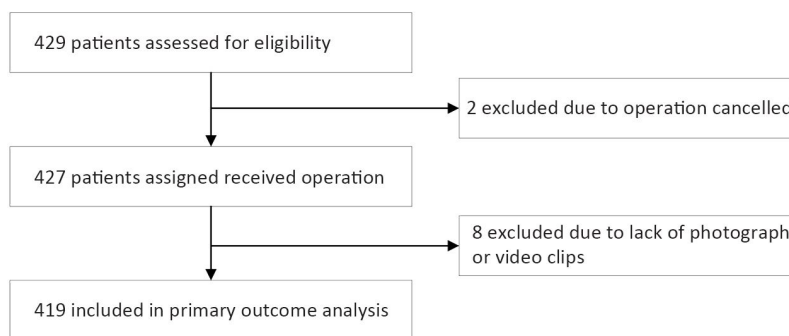 429 patients assessed for eligibility
2 excluded due to operation cancelled
427 patients assigned received operation
8 excluded due to lack of photograph
or video clips
419 included in primary outcome analysis